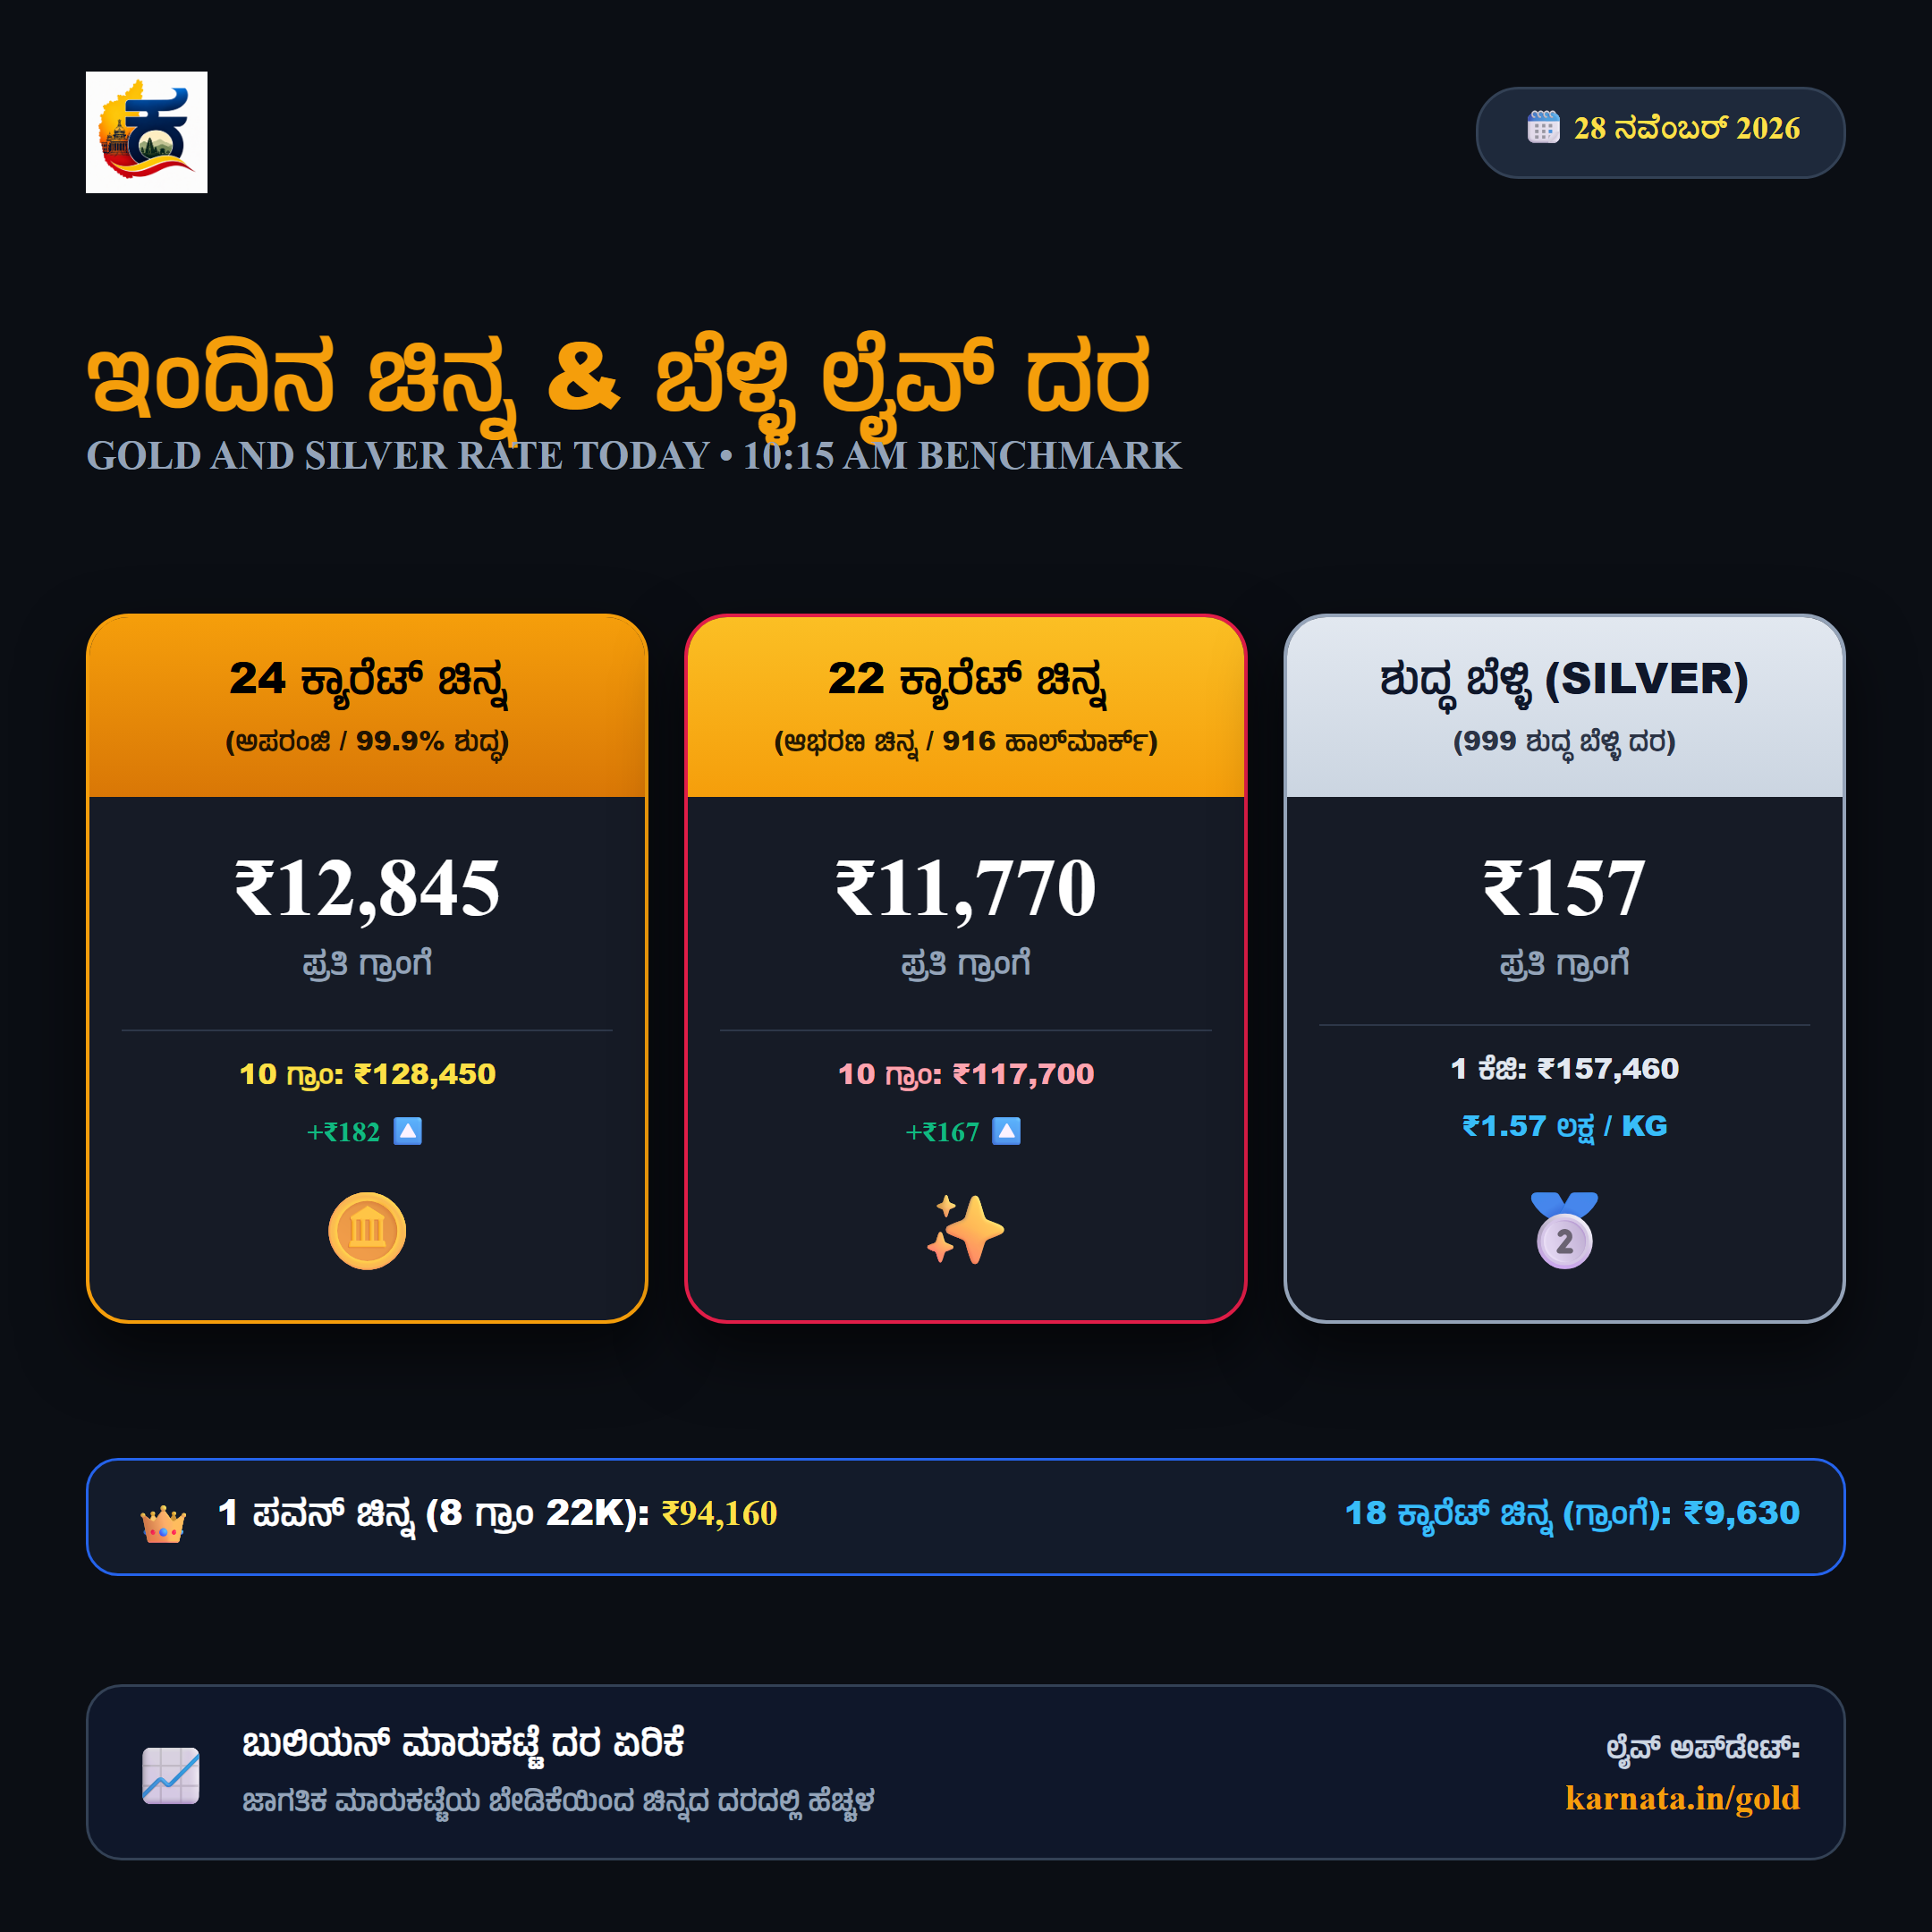 ಕ
28 ನವೆಂಬರ್ 2026
ಇಂದಿನ ಚಿನ್ನ & ಬೆಳ್ಳಿ ಲೈವ್ ದರ
GOLD AND SILVER RATE TODAY • 10:15 AM BENCHMARK
24 ಕ್ಯಾರೆಟ್ ಚಿನ್ನ
(ಅಪರಂಜಿ / 99.9% ಶುದ್ಧ)
₹12,845
ಪ್ರತಿ ಗ್ರಾಂಗೆ
10 ಗ್ರಾಂ: ₹128,450
+₹182
22 ಕ್ಯಾರೆಟ್ ಚಿನ್ನ
(ಆಭರಣ ಚಿನ್ನ / 916 ಹಾಲ್‌ಮಾರ್ಕ್)
₹11,770
ಪ್ರತಿ ಗ್ರಾಂಗೆ
10 ಗ್ರಾಂ: ₹117,700
+₹167
ಶುದ್ಧ ಬೆಳ್ಳಿ (SILVER)
(999 ಶುದ್ಧ ಬೆಳ್ಳಿ ದರ)
₹157
ಪ್ರತಿ ಗ್ರಾಂಗೆ
1 ಕೆಜಿ: ₹157,460
₹1.57 ಲಕ್ಷ / KG
2
1 ಪವನ್ ಚಿನ್ನ (8 ಗ್ರಾಂ 22K): ₹94,160
18 ಕ್ಯಾರೆಟ್ ಚಿನ್ನ (ಗ್ರಾಂಗೆ): ₹9,630
ಬುಲಿಯನ್ ಮಾರುಕಟ್ಟೆ ದರ ಏರಿಕೆ
ಜಾಗತಿಕ ಮಾರುಕಟ್ಟೆಯ ಬೇಡಿಕೆಯಿಂದ ಚಿನ್ನದ ದರದಲ್ಲಿ ಹೆಚ್ಚಳ
ಲೈವ್ ಅಪ್‌ಡೇಟ್:
karnata.in/gold